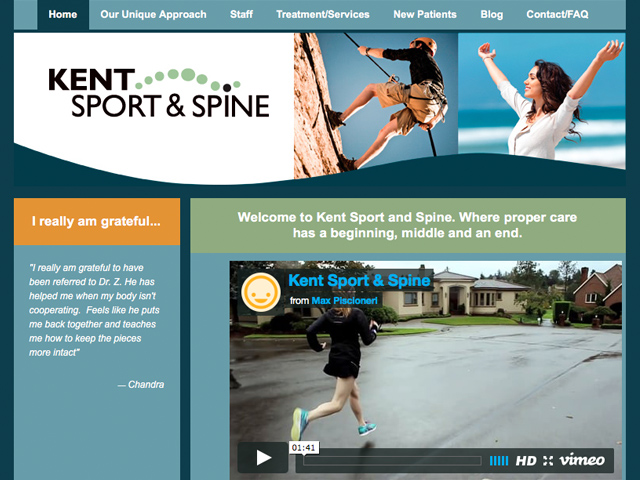 Home Our Unique Approach Staff Treatment/Services New Patients Blog Contact/FAQ
KENT
SPORT & SPINE
I really am grateful...
"I really am grateful to have
been referred to Dr. Z. He has
helped me when my body isn't
cooperating. Feels like he puts
me back together and teaches
me how to keep the pieces
more intact"
— Chandra
Welcome to Kent Sport and Spine. Where proper care
has a beginning, middle and an end.
Kent Sport & Spine
from Max Piscioneri
01:41
HD vimeo